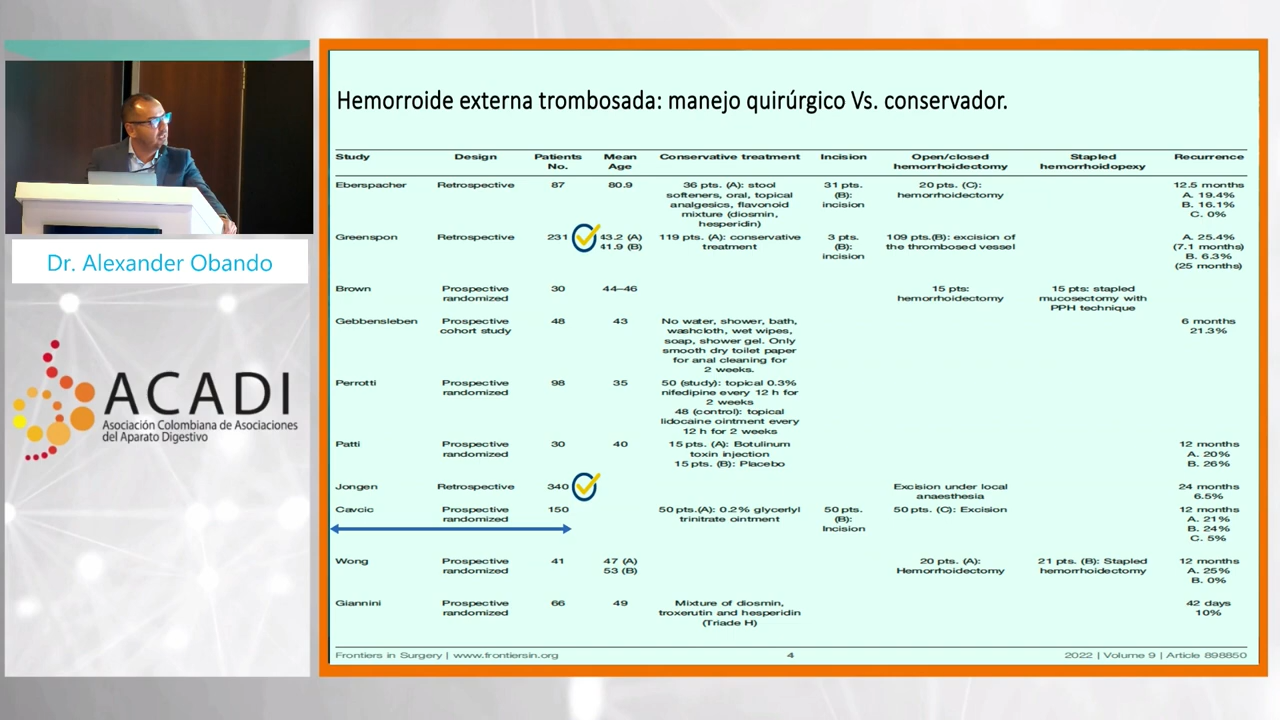 Hemorroide externa trombosada: manejo quirúrgico Vs. conservador.
Dr. Alexander Obando
ACADI
Asociación Colombiana de Asociaciones
del Aparato Digestivo
Study Design Patients No. Mean Age Conservative treatment Incision Open/closed hemorrhoidectomy Stapled hemorrhoidopexy Recurrence
Eberspacher Retrospective 87 80.9 36 pts. (A): stool softeners, oral, topical analgesics, flavonoid mixture (diosmin, hesperidin) 31 pts. (B): incision 20 pts. (C): hemorrhoidectomy 12.5 months A. 19.4% B. 16.1% C. 0%
Greenspon Retrospective 231 43.2 (A) 41.9 (B) 119 pts. (A): conservative treatment 3 pts. (B): incision 109 pts.(B): excision of the thrombosed vessel A. 25.4% (7.1 months) B. 6.3% (25 months)
Brown Prospective randomized 30 44–46 15 pts: hemorrhoidectomy 15 pts: stapled mucosectomy with PPH technique
Gebbensleben Prospective cohort study 48 43 No water, shower, bath, washcloth, wet wipes, soap, shower gel. Only smooth dry toilet paper for anal cleaning for 2 weeks. 6 months 21.3%
Perrotti Prospective randomized 98 35 50 (study): topical 0.3% nifedipine every 12 h for 2 weeks 48 (control): topical lidocaine ointment every 12 h for 2 weeks
Patti Prospective randomized 30 40 15 pts. (A): Botulinum toxin injection 15 pts. (B): Placebo 12 months A. 20% B. 26%
Jongen Retrospective 340 Excision under local anaesthesia 24 months 6.5%
Cavcic Prospective randomized 150 50 pts.(A): 0.2% glycerlyl trinitrate ointment 50 pts. (B): Incision 50 pts. (C): Excision 12 months A. 21% B. 24% C. 5%
Wong Prospective randomized 41 47 (A) 53 (B) 20 pts. (A): Hemorrhoidectomy 21 pts. (B): Stapled hemorrhoidectomy 12 months A. 25% B. 0%
Giannini Prospective randomized 66 49 Mixture of diosmin, troxerutin and hesperidin (Triade H) 42 days 10%
Frontiers in Surgery | www.frontiersin.org 4 2022 | Volume 9 | Article 898850